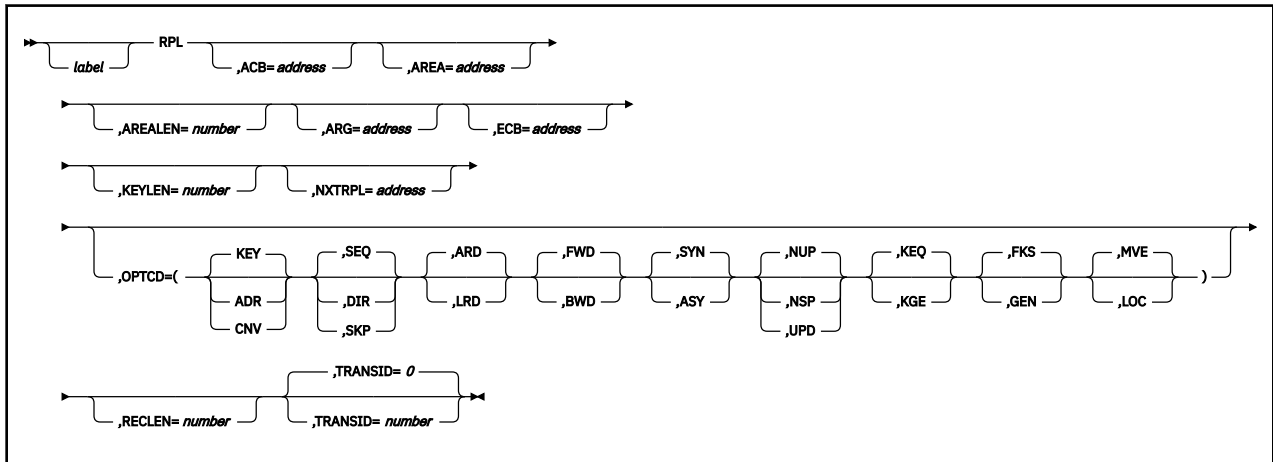 RPL
label ,ACB= address ,AREA= address
,AREALEN= number ,ARG= address ,ECB= address
,KEYLEN= number ,NXTRPL= address
KEY ,SEQ ,ARD ,FWD ,SYN ,NUP ,KEQ ,FKS ,MVE
,OPTCD=( )
ADR ,DIR ,LRD ,BWD ,ASY ,NSP ,KGE ,GEN ,LOC
CNV ,SKP ,UPD
,TRANSID= 0
,RECLEN= number ,TRANSID= number